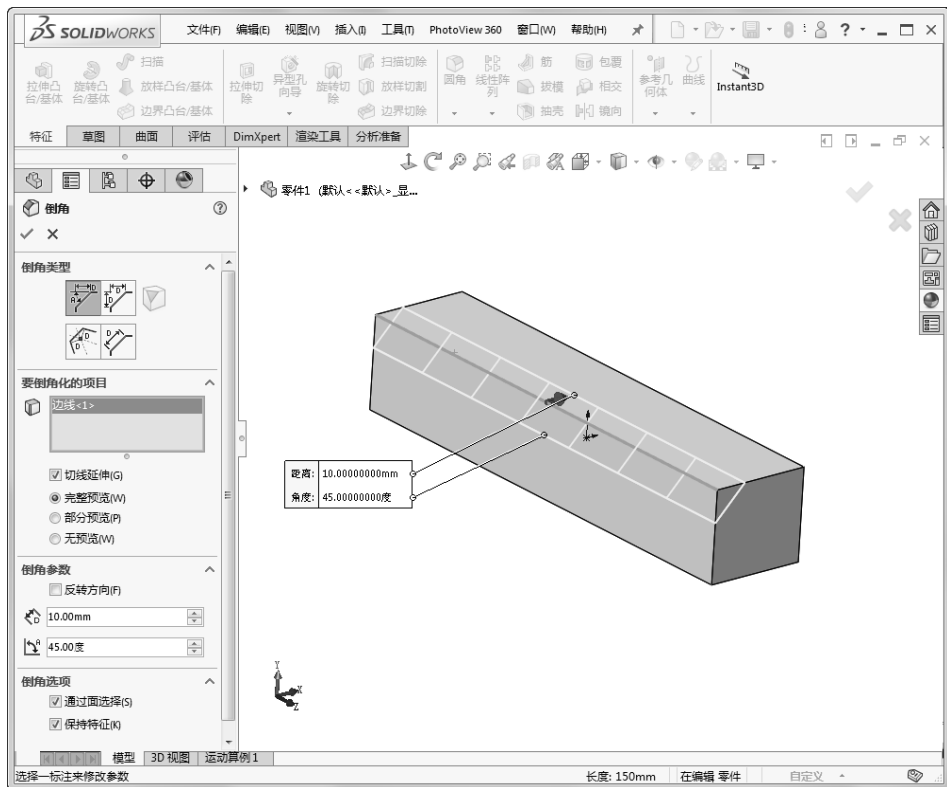 SOLIDWORKS 文件(F) 编辑(E) 视图(V) 插入(I) 工具(T) PhotoView 360 窗口(W) 帮助(H)
拉伸凸台/基体
旋转凸台/基体
扫描
放样凸台/基体
边界凸台/基体
拉伸切除
异型孔向导
旋转切除
扫描切除
放样切割
边界切除
圆角
线性阵列
筋
拔模
抽壳
包覆
相交
镜向
参考几何体
曲线
Instant3D
特征 草图 曲面 评估 DimXpert 渲染工具 分析准备
零件1 (默认<<默认>_显...
倒角
倒角类型
要倒角化的项目
边线<1>
切线延伸(G)
完整预览(W)
部分预览(P)
无预览(W)
倒角参数
反转方向(F)
10.00mm
45.00度
倒角选项
通过面选择(S)
保持特征(K)
距离: 10.00000000mm
角度: 45.00000000度
Y
X
Z
模型 3D 视图 运动算例 1
选择一标注来修改参数 长度: 150mm 在编辑 零件 自定义